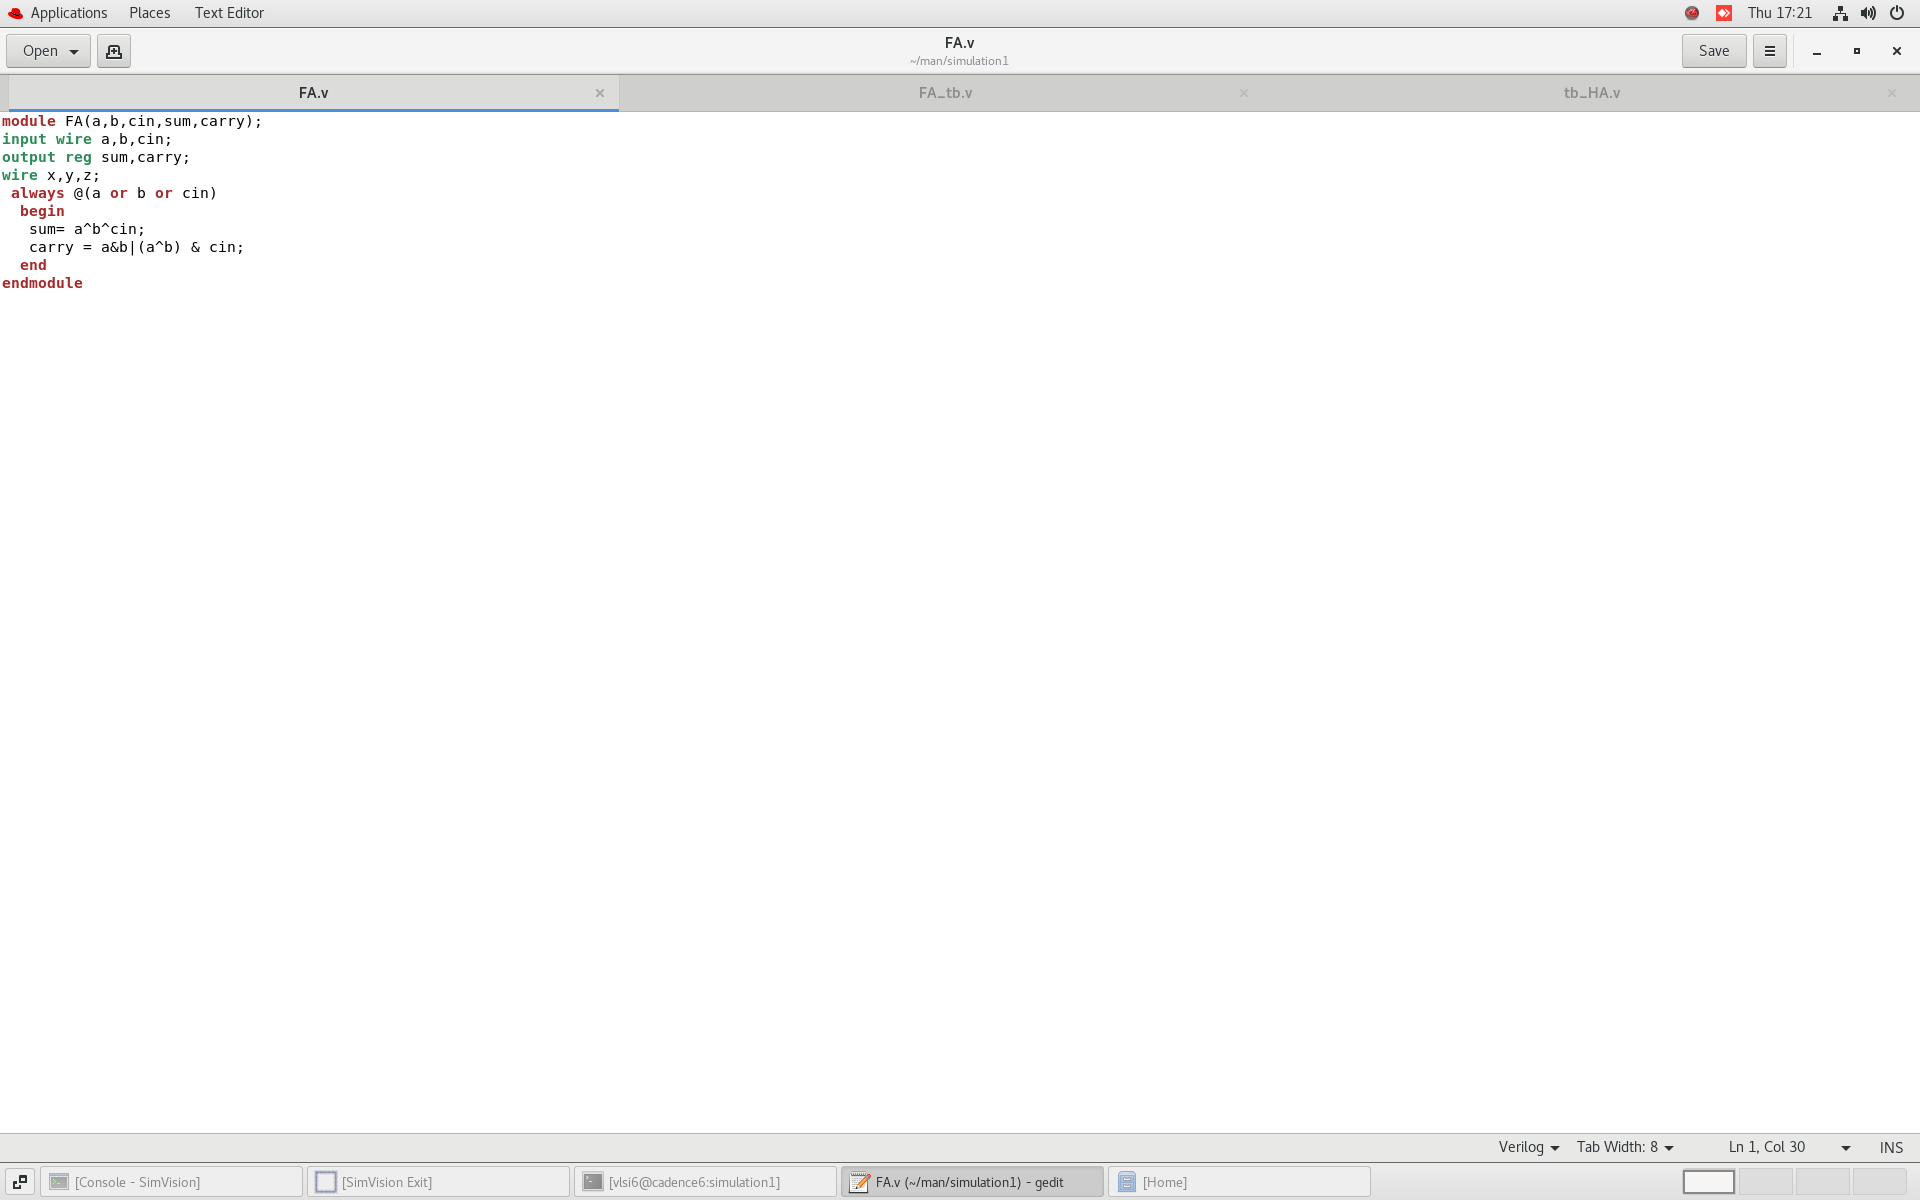 Applications Places Text Editor Thu 17:21
Open FA.v Save
~/man/simulation1
FA.v FA_tb.v tb_HA.v
module FA(a,b,cin,sum,carry);
input wire a,b,cin;
output reg sum,carry;
wire x,y,z;
always @(a or b or cin)
begin
sum= a^b^cin;
carry = a&b|(a^b) & cin;
end
endmodule
Verilog Tab Width: 8 Ln 1, Col 30 INS
[Console - SimVision] [SimVision Exit] [vlsi6@cadence6:simulation1] FA.v (~/man/simulation1) - gedit [Home]